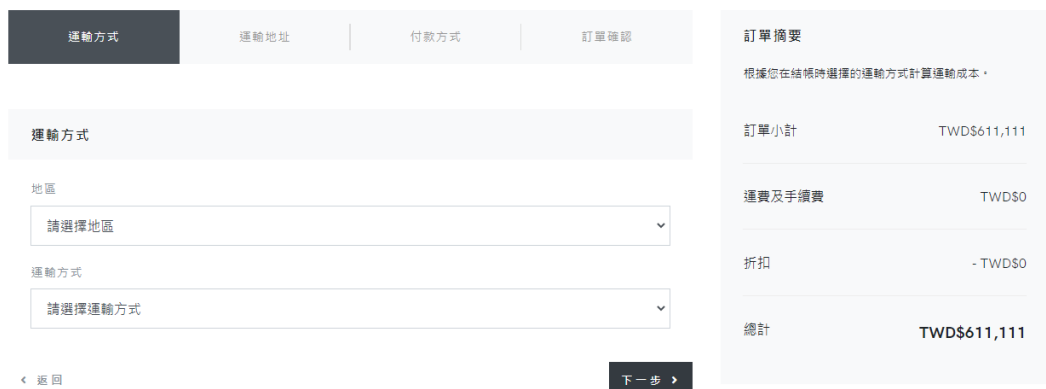 運輸方式
運輸地址
付款方式
訂單確認
運輸方式
地區
請選擇地區
運輸方式
請選擇運輸方式
返回
下一步
訂單摘要
根據您在結帳時選擇的運輸方式計算運輸成本。
訂單小計 TWD$611,111
運費及手續費 TWD$0
折扣 - TWD$0
總計 TWD$611,111